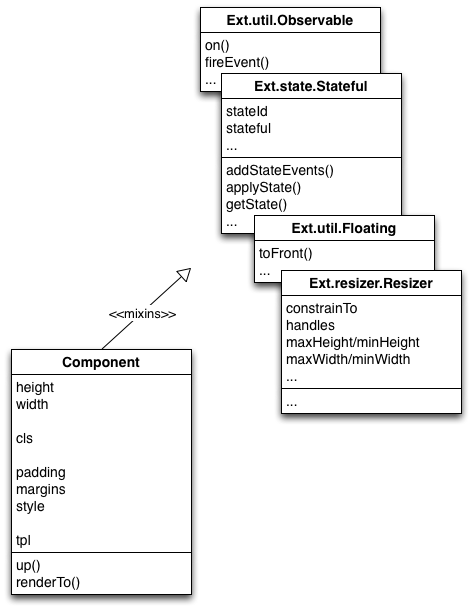 Ext.util.Observable
on()
fireEvent()
...
Ext.state.Stateful
stateId
stateful
...
addStateEvents()
applyState()
getState()
...
Ext.util.Floating
toFront()
...
Ext.resizer.Resizer
constrainTo
handles
maxHeight/minHeight
maxWidth/minWidth
...
...
<<mixins>>
Component
height
width
cls
padding
margins
style
tpl
up()
renderTo()